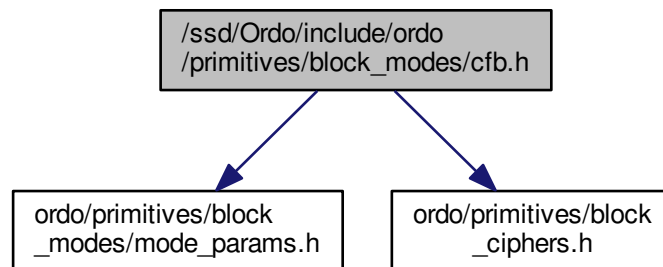 /ssd/Ordo/include/ordo
/primitives/block_modes/cfb.h
ordo/primitives/block
_modes/mode_params.h
ordo/primitives/block
_ciphers.h